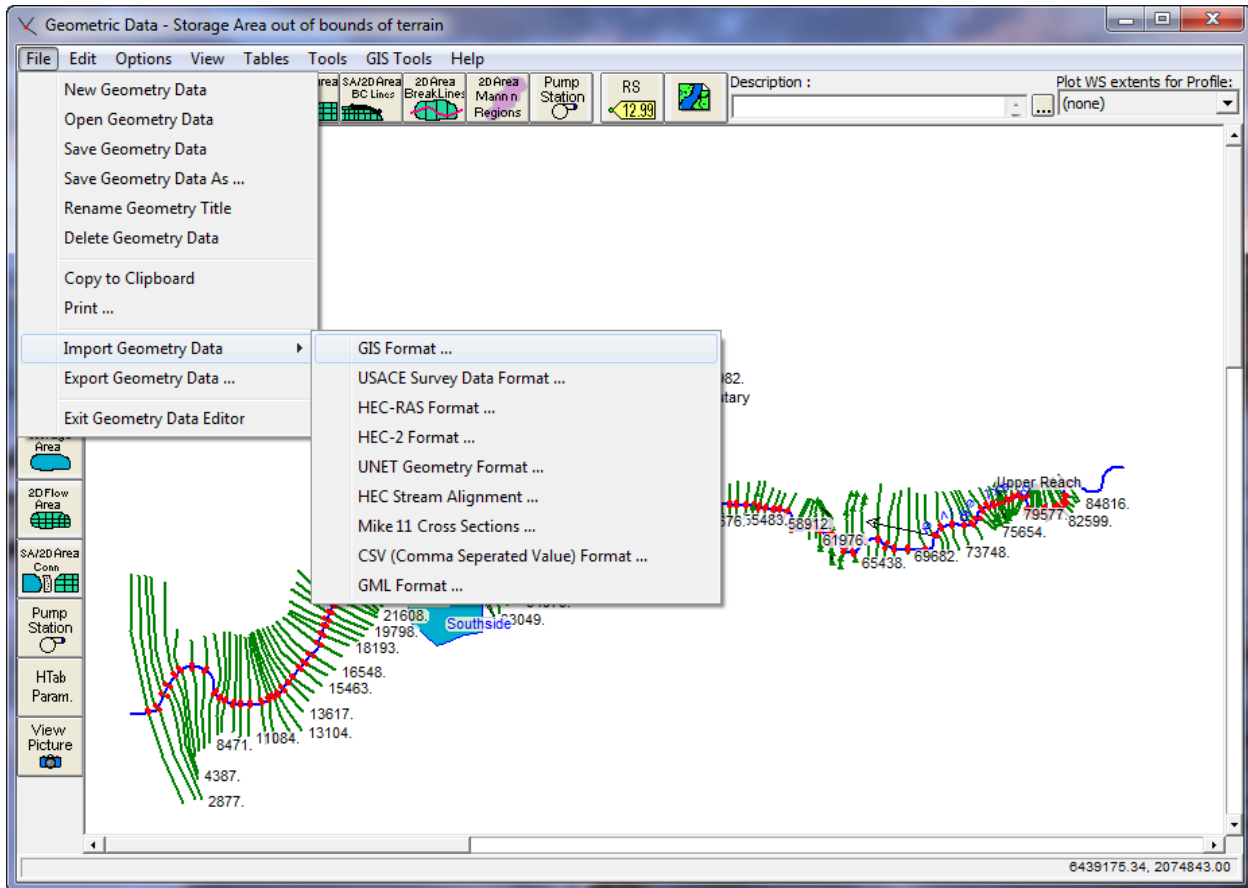 Geometric Data - Storage Area out of bounds of terrain
File Edit Options View Tables Tools GIS Tools Help
New Geometry Data
Open Geometry Data
Save Geometry Data
Save Geometry Data As ...
Rename Geometry Title
Delete Geometry Data
Copy to Clipboard
Print ...
Import Geometry Data
Export Geometry Data ...
Exit Geometry Data Editor
GIS Format ...
USACE Survey Data Format ...
HEC-RAS Format ...
HEC-2 Format ...
UNET Geometry Format ...
HEC Stream Alignment ...
Mike 11 Cross Sections ...
CSV (Comma Seperated Value) Format ...
GML Format ...
SA/2D Area
BC Lines
2D Area
BreakLines
2D Area
Mann n
Regions
Pump
Station
RS
12.99
Description :
Plot WS extents for Profile:
(none)
Area
2D Flow
Area
SA/2D Area
Conn
Pump
Station
HTab
Param.
View
Picture
Upper Reach
84816.
82599.
79577.
75654.
73748.
69682.
65438.
61976.
58912.
55483.
Southside
23049.
21608.
19798.
18193.
16548.
15463.
13617.
13104.
11084.
8471.
4387.
2877.
6439175.34, 2074843.00